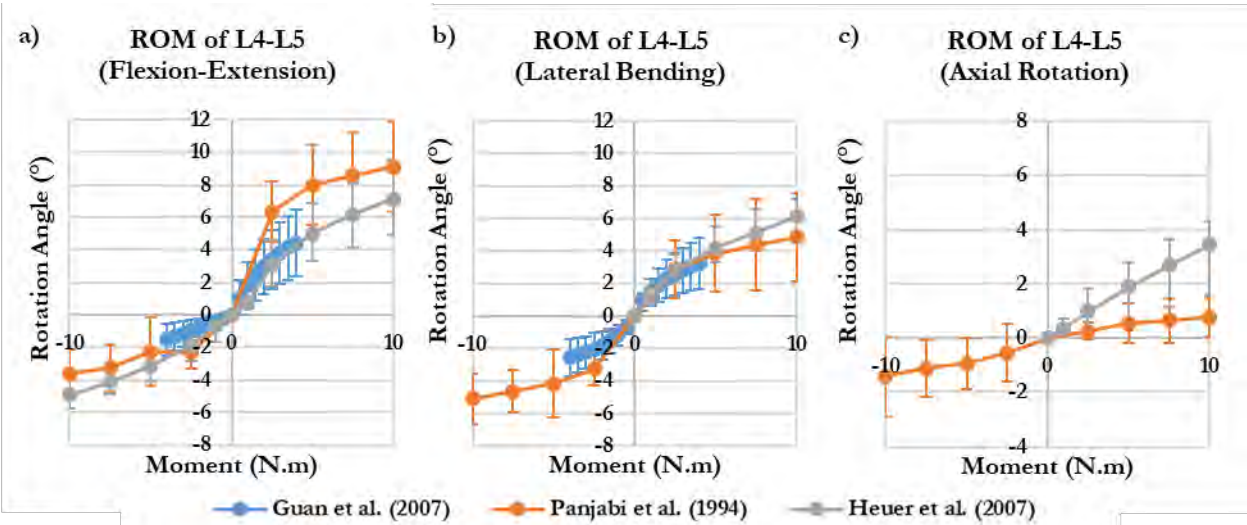 a)
ROM of L4-L5
(Flexion-Extension)
Rotation Angle (°)
12
10
8
6
4
2
0
-2
-4
-6
-8
-10
0
10
Moment (N.m)
b)
ROM of L4-L5
(Lateral Bending)
Rotation Angle (°)
12
10
8
6
4
2
0
-2
-4
-6
-8
-10
0
10
Moment (N.m)
c)
ROM of L4-L5
(Axial Rotation)
Rotation Angle (°)
8
6
4
2
0
-2
-4
-10
0
10
Moment (N.m)
Guan et al. (2007)
Panjabi et al. (1994)
Heuer et al. (2007)